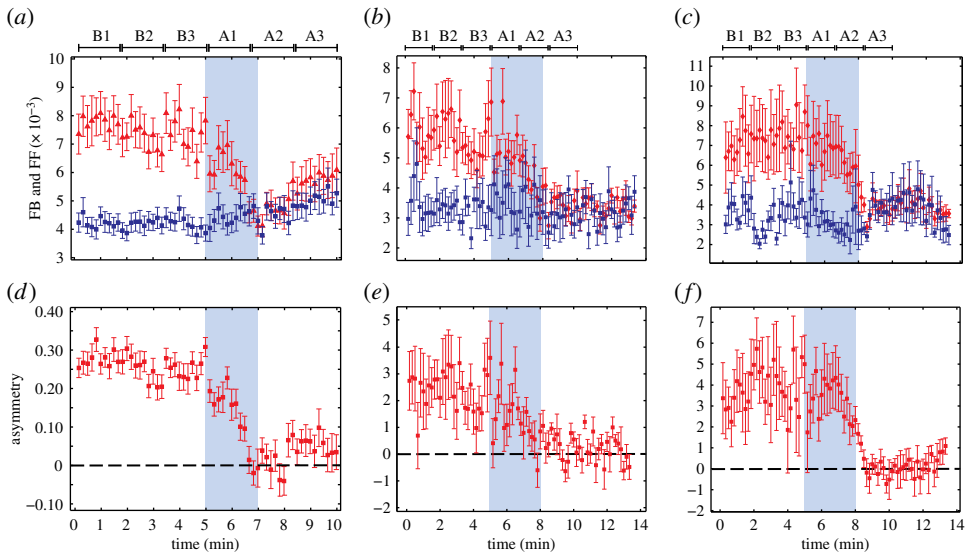 (a) (b) (c)
B1 B2 B3 A1 A2 A3
B1 B2 B3 A1 A2 A3
B1 B2 B3 A1 A2 A3
FB and FF (× 10⁻³)
10 9 8 7 6 5 4 3
8 7 6 5 4 3 2
11 10 9 8 7 6 5 4 3 2 1
(d) (e) (f)
asymmetry
0.40 0.30 0.20 0.10 0 −0.10
5 4 3 2 1 0 −1 −2
7 6 5 4 3 2 1 0 −1 −2
0 1 2 3 4 5 6 7 8 9 10
0 2 4 6 8 10 12 14
0 2 4 6 8 10 12 14
time (min) time (min) time (min)